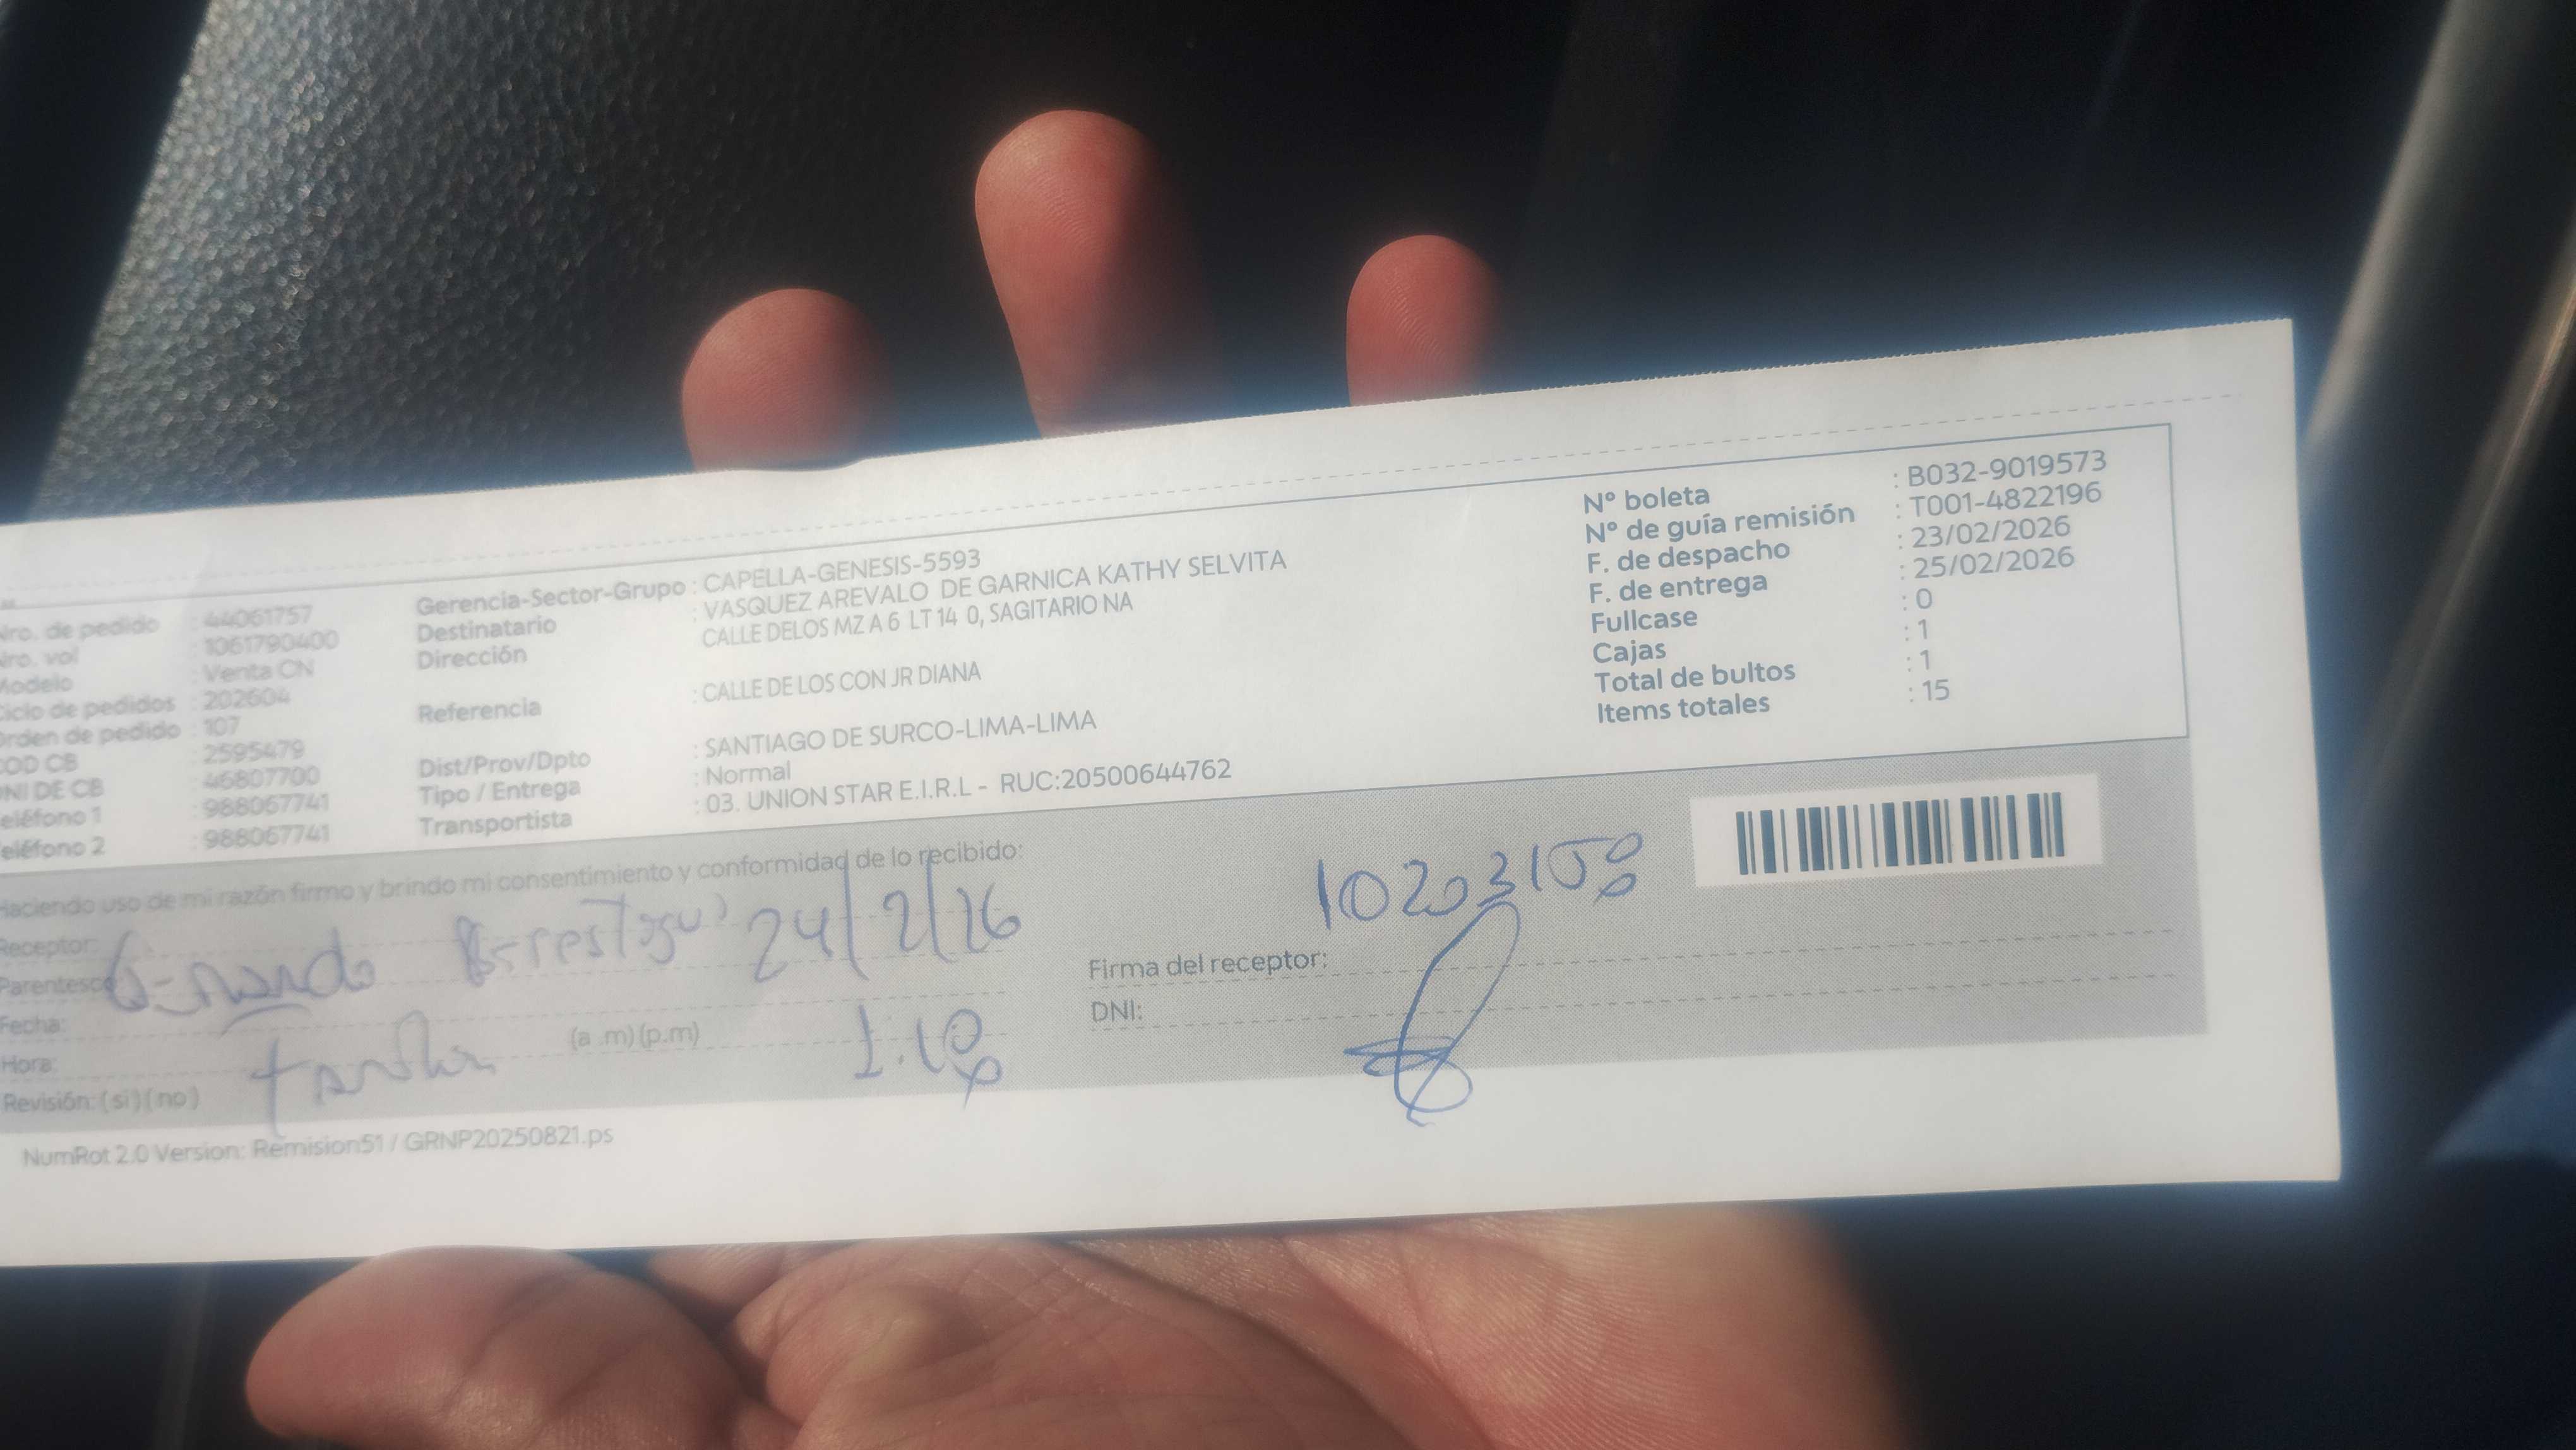 Nro. de pedido : 44061757
Nro. vol : 1061790400
Modelo : Venta CN
Ciclo de pedidos : 202604
Orden de pedido : 107
COD CB : 2595479
DNI DE CB : 46807700
Teléfono 1 : 988067741
Teléfono 2 : 988067741
Gerencia-Sector-Grupo : CAPELLA-GENESIS-5593
Destinatario : VASQUEZ AREVALO DE GARNICA KATHY SELVITA
Dirección CALLE DELOS MZ A 6 LT 14 0, SAGITARIO NA
Referencia : CALLE DE LOS CON JR DIANA
Dist/Prov/Dpto : SANTIAGO DE SURCO-LIMA-LIMA
Tipo / Entrega : Normal
Transportista : 03. UNION STAR E.I.R.L - RUC:20500644762
Nº boleta : B032-9019573
Nº de guía remisión : T001-4822196
F. de despacho : 23/02/2026
F. de entrega : 25/02/2026
Fullcase : 0
Cajas : 1
Total de bultos : 1
Items totales : 15
Haciendo uso de mi razón firmo y brindo mi consentimiento y conformidad de lo recibido:
Receptor:
Parentesco
24/2/26
Fecha:
Hora: (a.m)(p.m)
Revisión: (si)(no)
Firma del receptor:
DNI:
NumRot 2.0 Version: Remision51 / GRNP20250821.ps